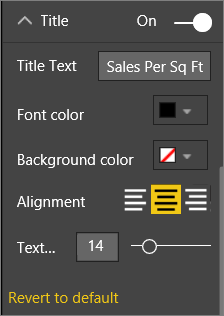 Title On
Title Text Sales Per Sq Ft
Font color
Background color
Alignment
Text... 14
Revert to default